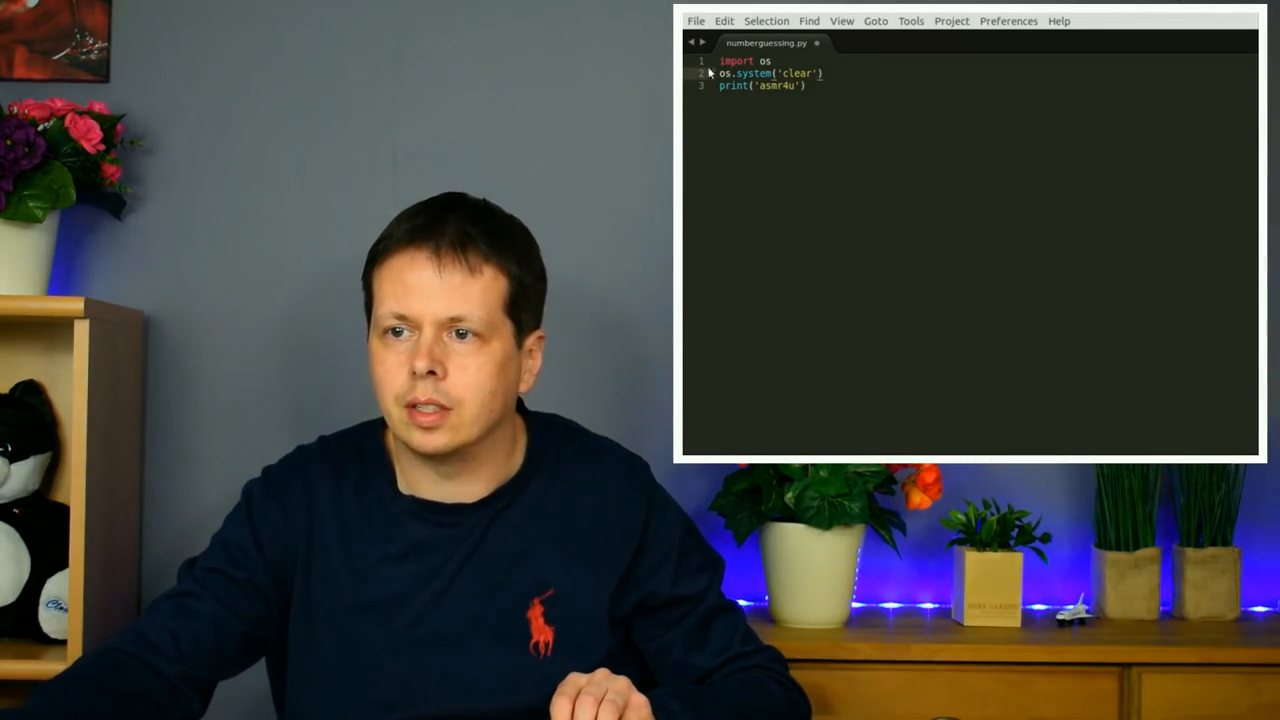 File Edit Selection Find View Goto Tools Project Preferences Help
numberguessing.py
1 import os
2 os.system('clear')
3 print('asmr4u')